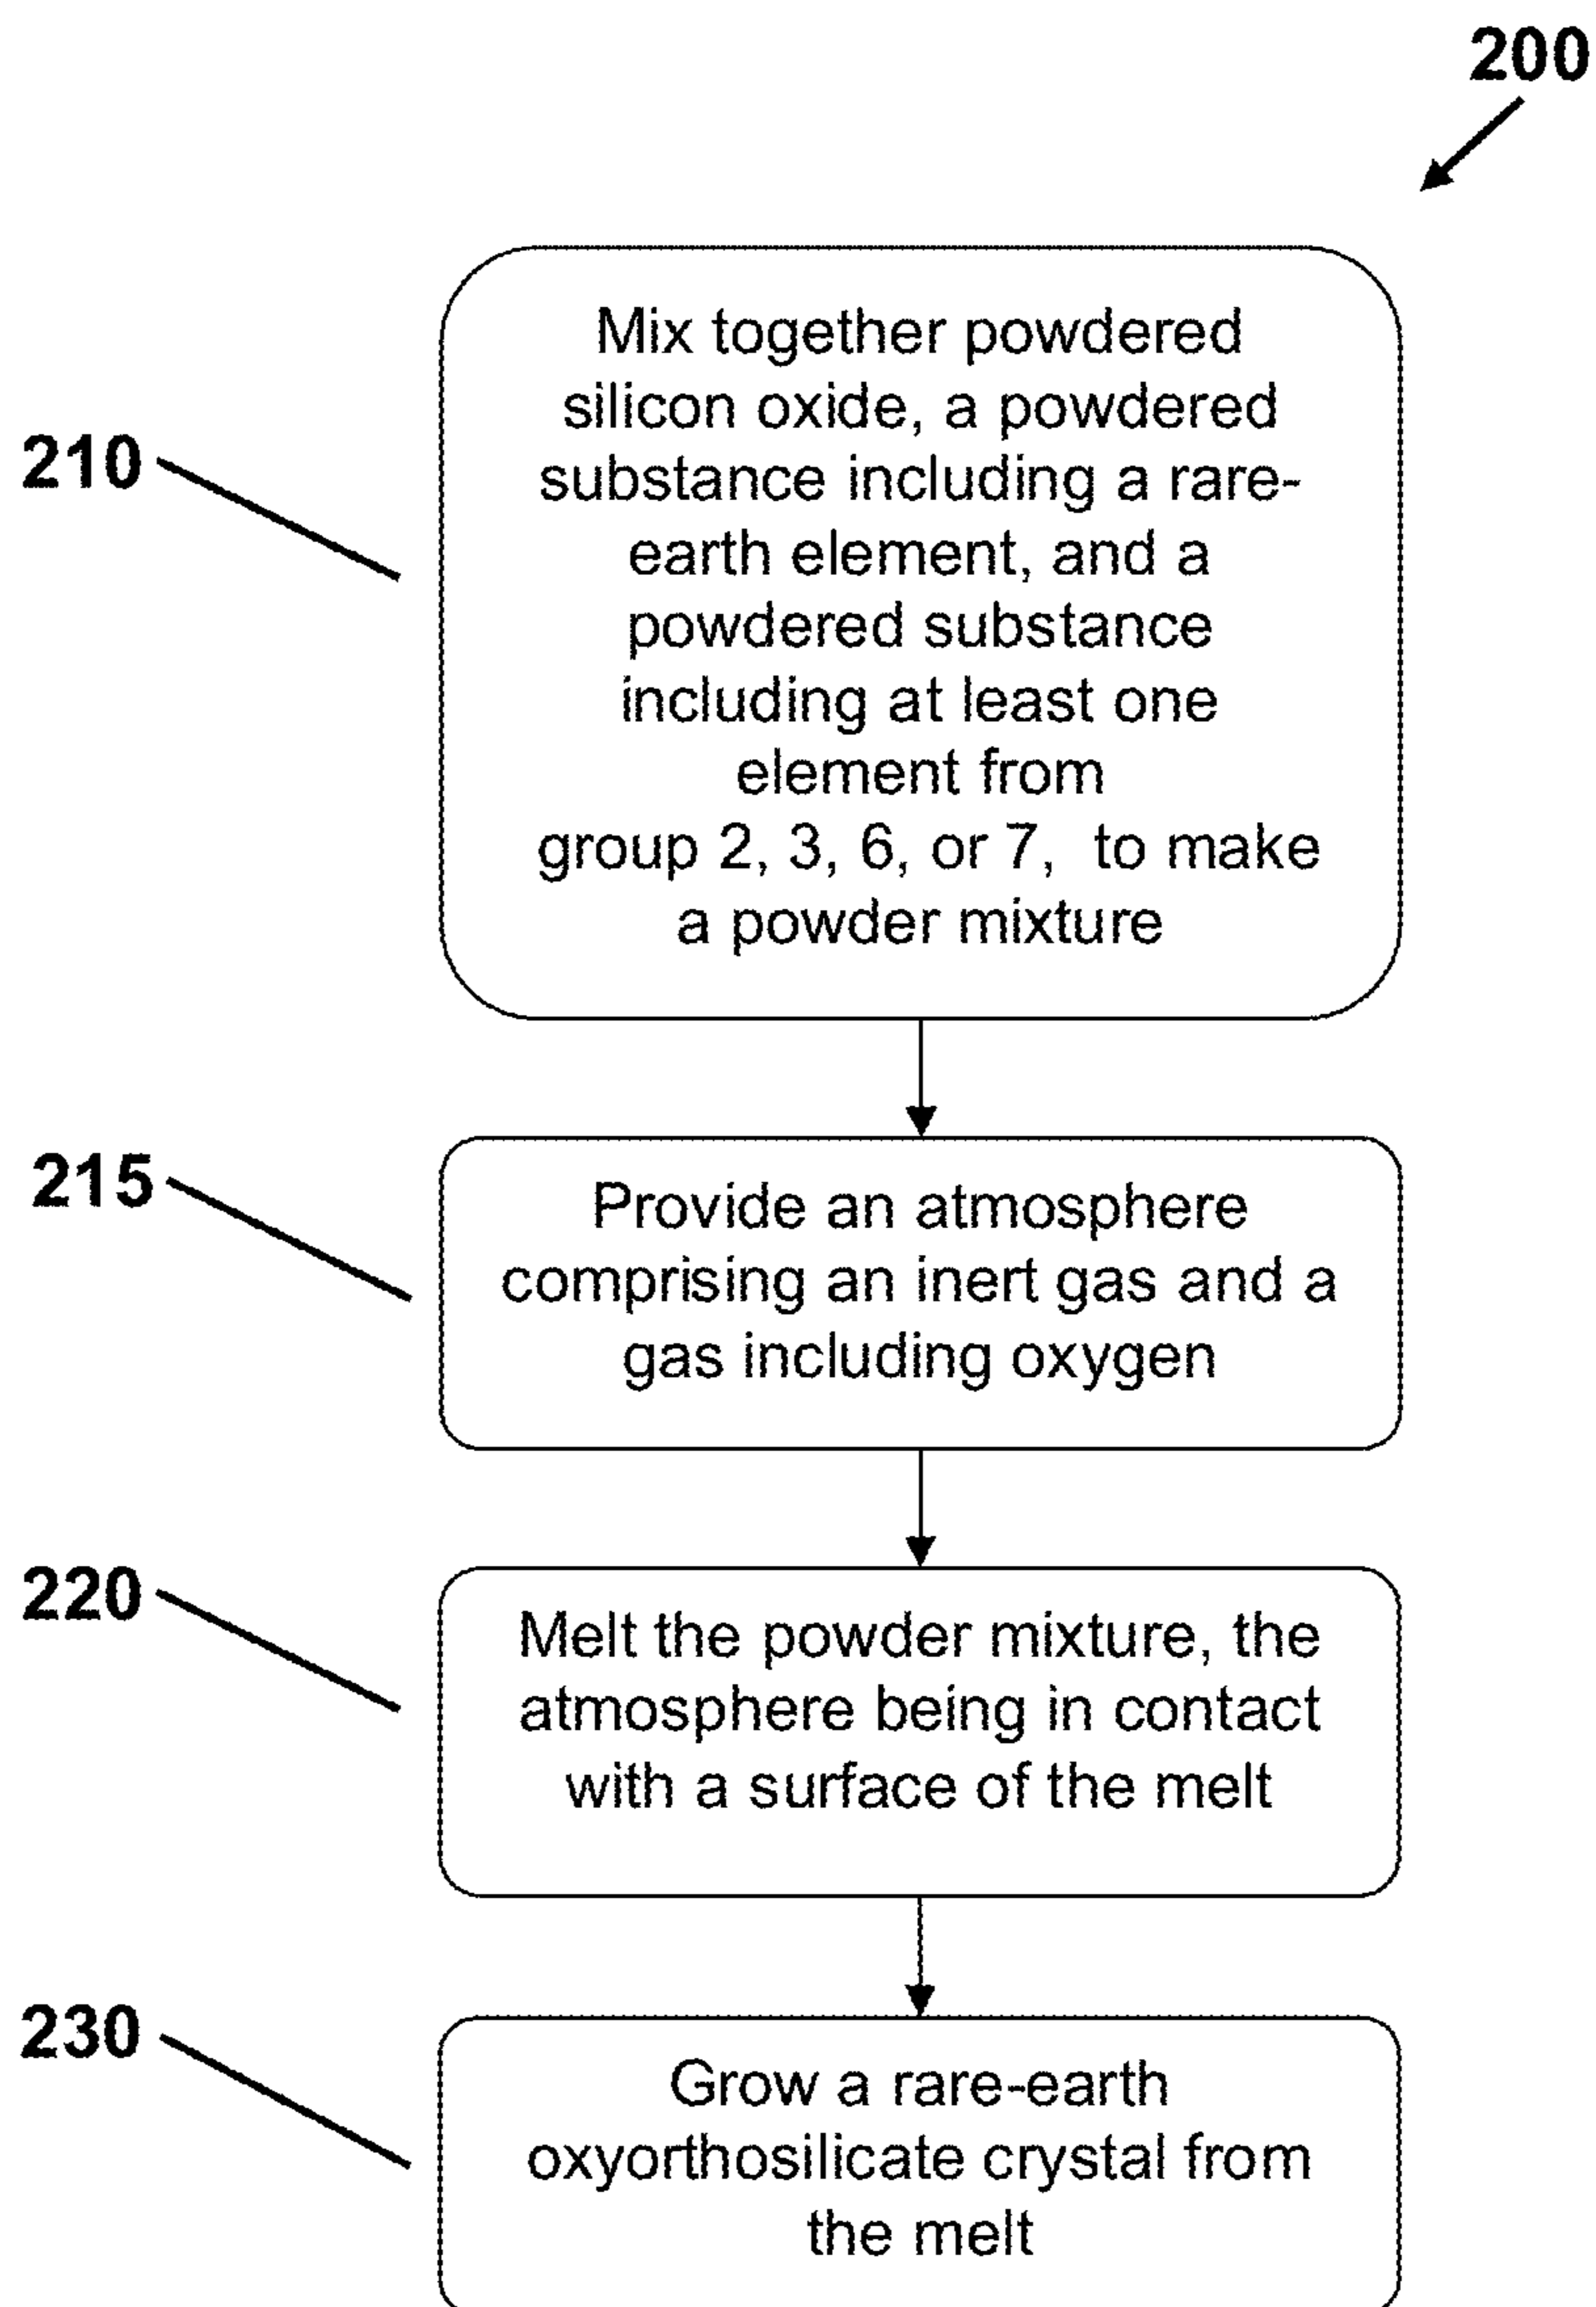 200
210
Mix together powdered
silicon oxide, a powdered
substance including a rare-
earth element, and a
powdered substance
including at least one
element from
group 2, 3, 6, or 7, to make
a powder mixture
215
Provide an atmosphere
comprising an inert gas and a
gas including oxygen
220
Melt the powder mixture, the
atmosphere being in contact
with a surface of the melt
230
Grow a rare-earth
oxyorthosilicate crystal from
the melt